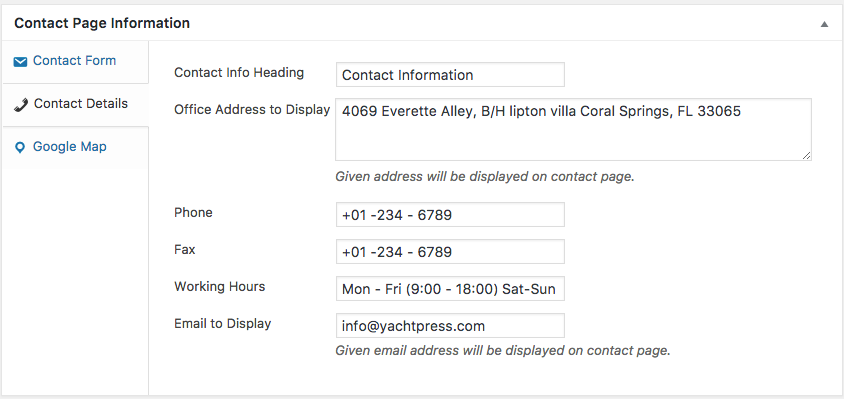 Contact Page Information
Contact Form
Contact Details
Google Map
Contact Info Heading Contact Information
Office Address to Display 4069 Everette Alley, B/H lipton villa Coral Springs, FL 33065
Given address will be displayed on contact page.
Phone +01 -234 - 6789
Fax +01 -234 - 6789
Working Hours Mon - Fri (9:00 - 18:00) Sat-Sun
Email to Display info@yachtpress.com
Given email address will be displayed on contact page.